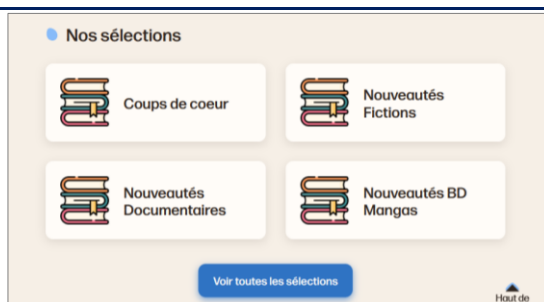 Nos sélections
Coups de coeur
Nouveautés
Fictions
Nouveautés
Documentaires
Nouveautés BD
Mangas
Voir toutes les sélections
Haut de